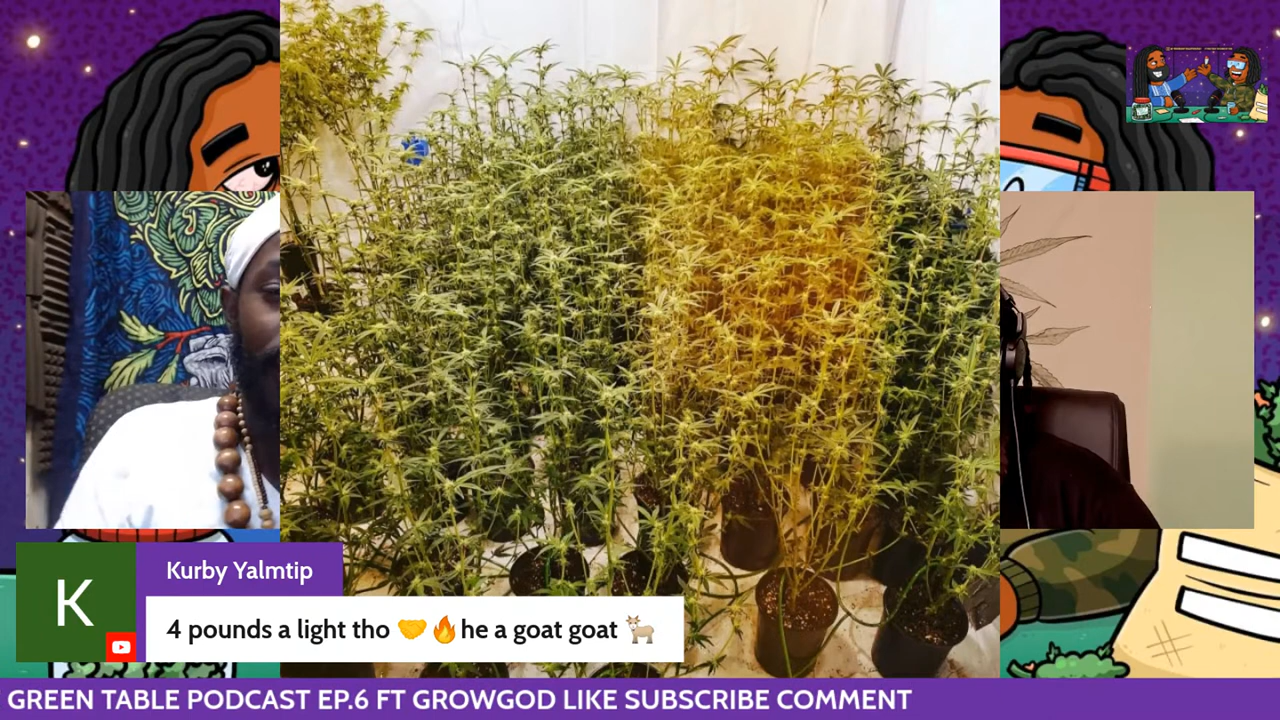 K
Kurby Yalmtip
4 pounds a light tho 🤝🔥he a goat goat 🐐
GREEN TABLE PODCAST EP.6 FT GROWGOD LIKE SUBSCRIBE COMMENT